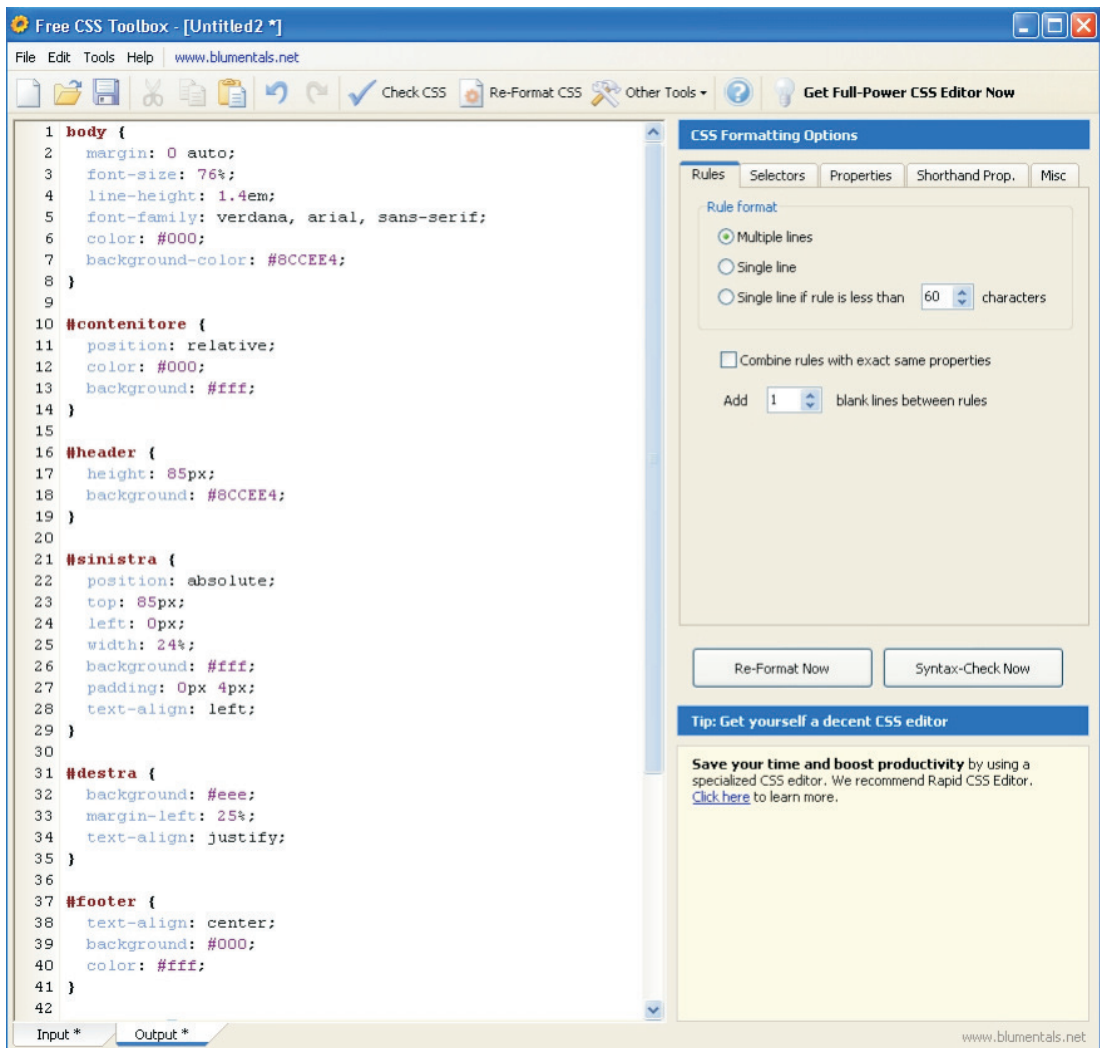 Free CSS Toolbox - [Untitled2 *]
File Edit Tools Help www.blumentals.net
Check CSS Re-Format CSS Other Tools Get Full-Power CSS Editor Now
1 body {
2 margin: 0 auto;
3 font-size: 76%;
4 line-height: 1.4em;
5 font-family: verdana, arial, sans-serif;
6 color: #000;
7 background-color: #8CCEE4;
8 }
9
10 #contenitore {
11 position: relative;
12 color: #000;
13 background: #fff;
14 }
15
16 #header {
17 height: 85px;
18 background: #8CCEE4;
19 }
20
21 #sinistra {
22 position: absolute;
23 top: 85px;
24 left: 0px;
25 width: 24%;
26 background: #fff;
27 padding: 0px 4px;
28 text-align: left;
29 }
30
31 #destra {
32 background: #eee;
33 margin-left: 25%;
34 text-align: justify;
35 }
36
37 #footer {
38 text-align: center;
39 background: #000;
40 color: #fff;
41 }
42
Input * Output *
CSS Formatting Options
Rules Selectors Properties Shorthand Prop. Misc
Rule format
Multiple lines
Single line
Single line if rule is less than 60 characters
Combine rules with exact same properties
Add 1 blank lines between rules
Re-Format Now Syntax-Check Now
Tip: Get yourself a decent CSS editor
Save your time and boost productivity by using a
specialized CSS editor. We recommend Rapid CSS Editor.
Click here to learn more.
www.blumentals.net